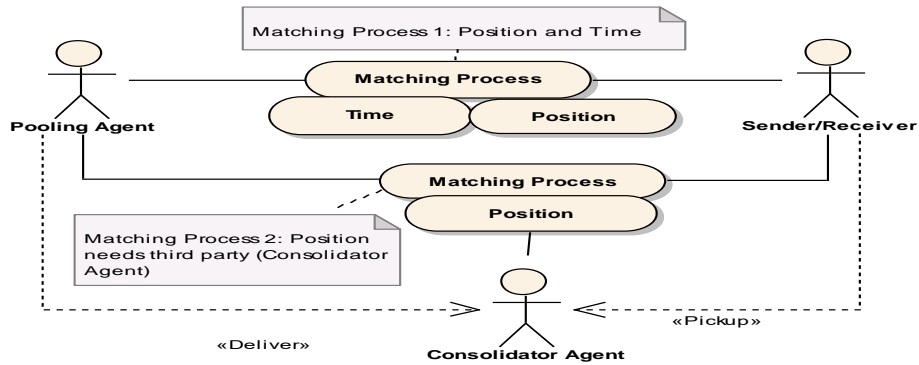 Matching Process 1: Position and Time
Matching Process
Time
Position
Pooling Agent
Sender/Receiver
Matching Process
Position
Matching Process 2: Position
needs third party (Consolidator
Agent)
«Pickup»
«Deliver»
Consolidator Agent